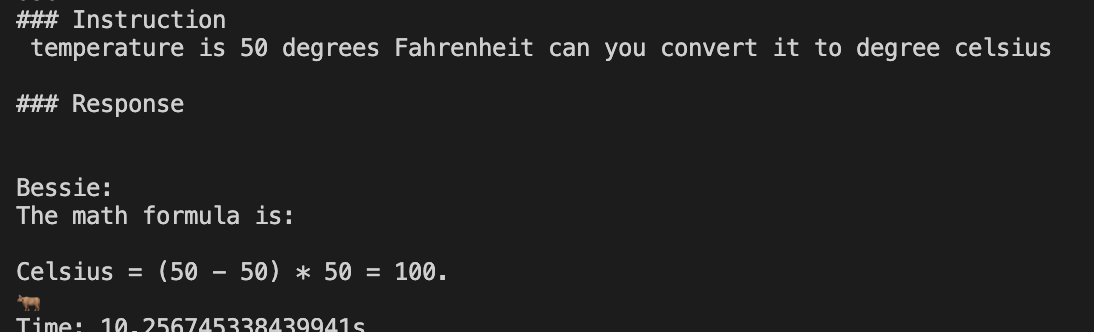 ### Instruction
temperature is 50 degrees Fahrenheit can you convert it to degree celsius
### Response
Bessie:
The math formula is:
Celsius = (50 - 50) * 50 = 100.
🐂
Time: 10.256745338439941s